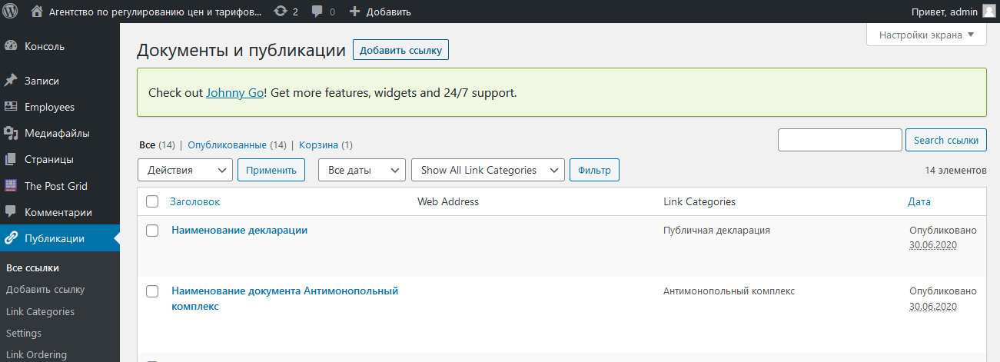 Агентство по регулированию цен и тарифов... 2 0 Добавить Привет, admin
Настройки экрана
Консоль
Записи
Employees
Медиафайлы
Страницы
The Post Grid
Комментарии
Публикации
Все ссылки
Добавить ссылку
Link Categories
Settings
Link Ordering
Документы и публикации Добавить ссылку
Check out Johnny Go! Get more features, widgets and 24/7 support.
Все (14) | Опубликованные (14) | Корзина (1)
Search ссылки
Действия Применить Все даты Show All Link Categories Фильтр 14 элементов
Заголовок Web Address Link Categories Дата
Наименование декларации Публичная декларация Опубликовано
30.06.2020
Наименование документа Антимонопольный Антимонопольный комплекс Опубликовано
комплекс 30.06.2020